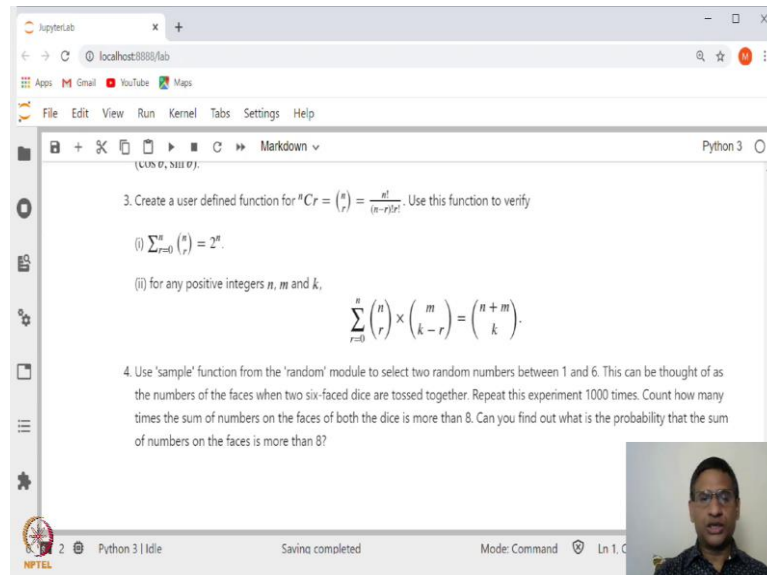 JupyterLab
localhost:8888/lab
M
Apps M Gmail YouTube Maps
File Edit View Run Kernel Tabs Settings Help
Markdown Python 3
(cos θ, sin θ).
3. Create a user defined function for ⁿCr = (n r) = n!/(n−r)!r!. Use this function to verify
(i) ∑ⁿᵣ₌₀ (n r) = 2ⁿ.
(ii) for any positive integers n, m and k,
∑ⁿᵣ₌₀ (n r) × (m k − r) = (n + m k).
4. Use 'sample' function from the 'random' module to select two random numbers between 1 and 6. This can be thought of as
the numbers of the faces when two six-faced dice are tossed together. Repeat this experiment 1000 times. Count how many
times the sum of numbers on the faces of both the dice is more than 8. Can you find out what is the probability that the sum
of numbers on the faces is more than 8?
2 Python 3 | Idle Saving completed Mode: Command Ln 1, C
NPTEL